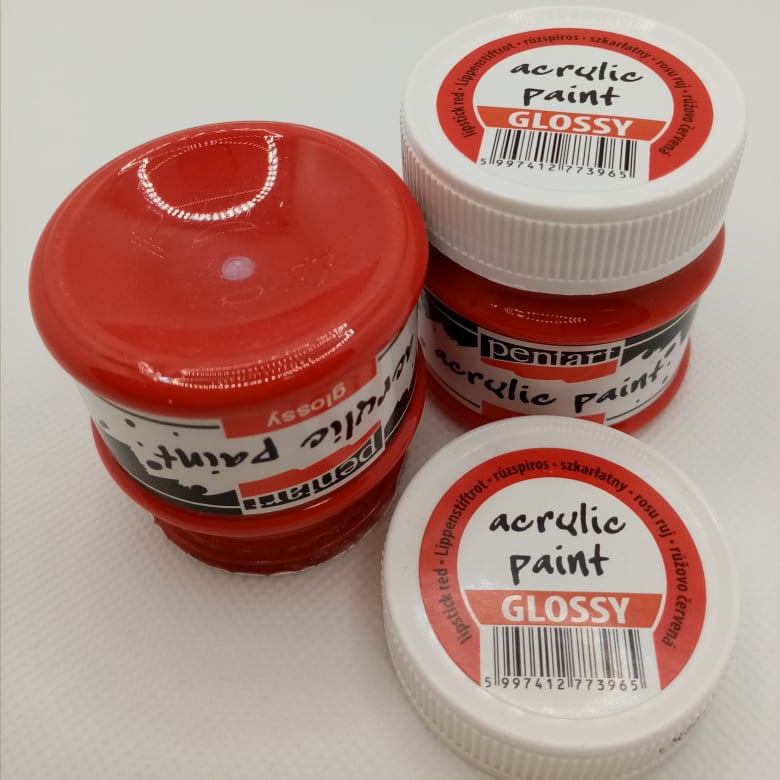 lipstick red • Lippenstiftrot • rúzspiros • szkarłatny • rosu ruj • rúžovo červená
acrylic
paint
GLOSSY
5 997412 773965
pentart
acrylic paint
glossy
acrylic paint
pentart
acrylic
lipstick red • Lippenstiftrot • rúzspiros • szkarłatny • rosu ruj • rúžovo červená
acrylic
paint
GLOSSY
5 997412 773965